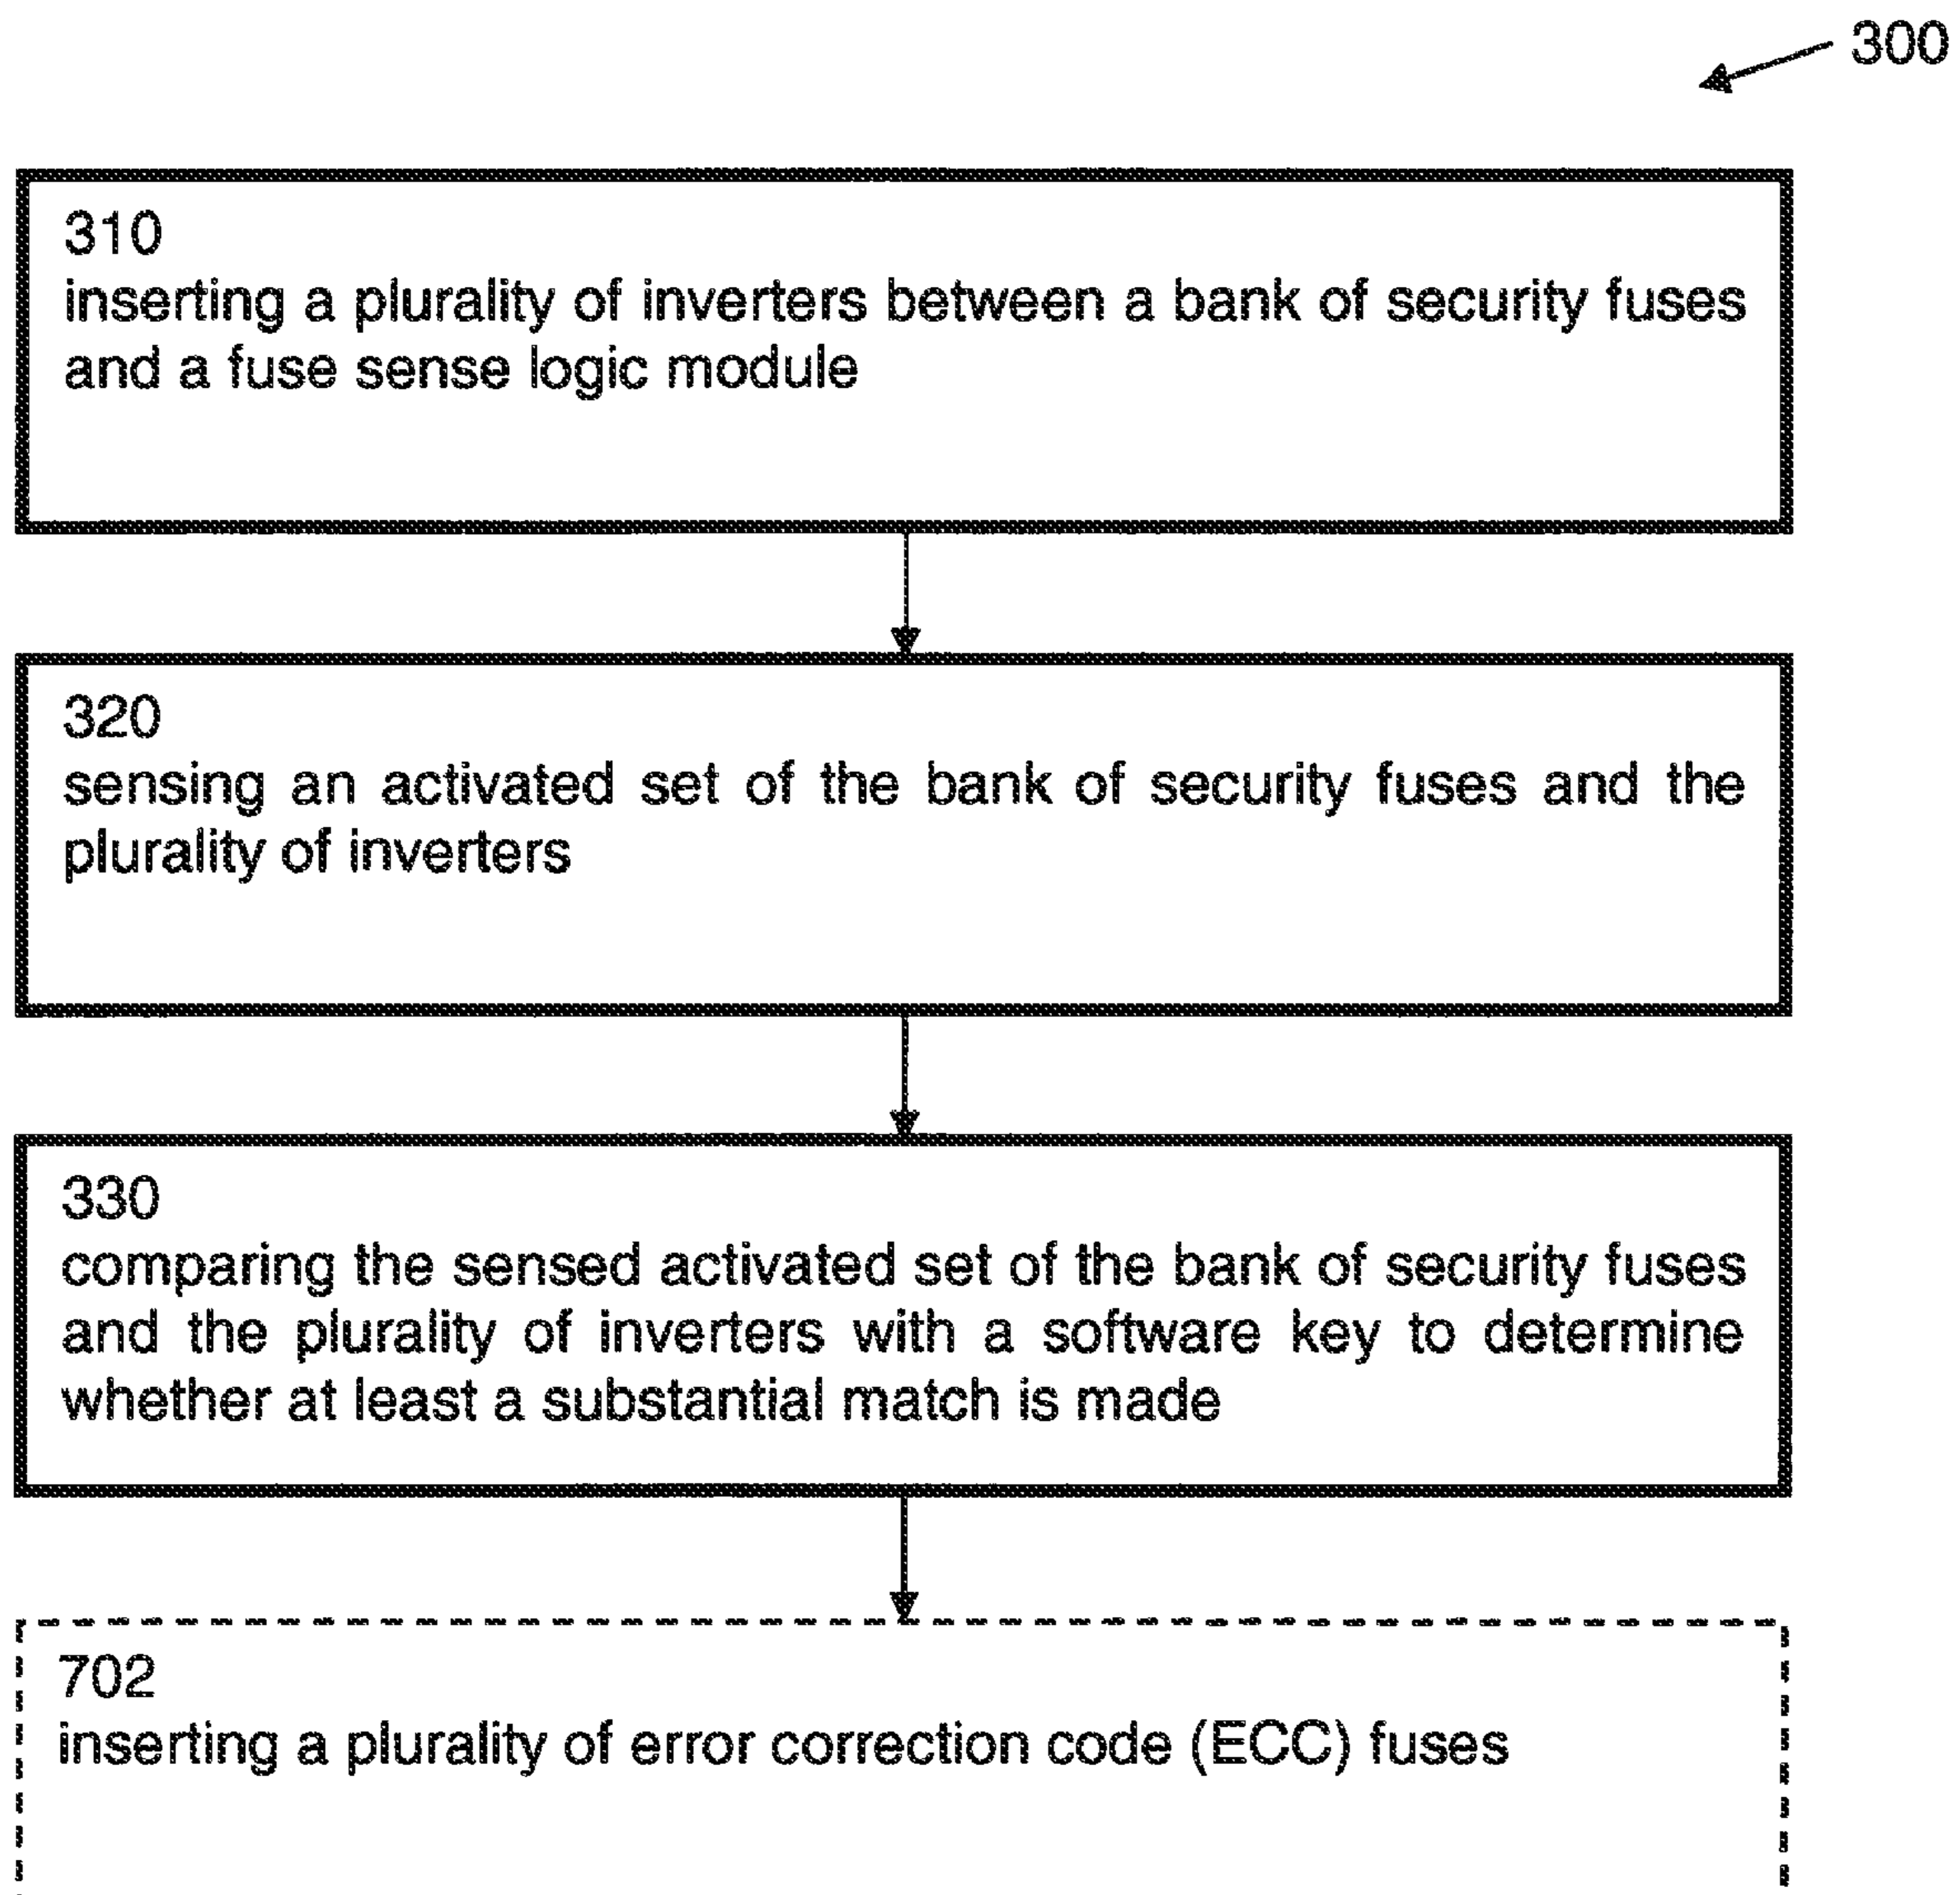 300
310
inserting a plurality of inverters between a bank of security fuses
and a fuse sense logic module
320
sensing an activated set of the bank of security fuses and the
plurality of inverters
330
comparing the sensed activated set of the bank of security fuses
and the plurality of inverters with a software key to determine
whether at least a substantial match is made
702
inserting a plurality of error correction code (ECC) fuses